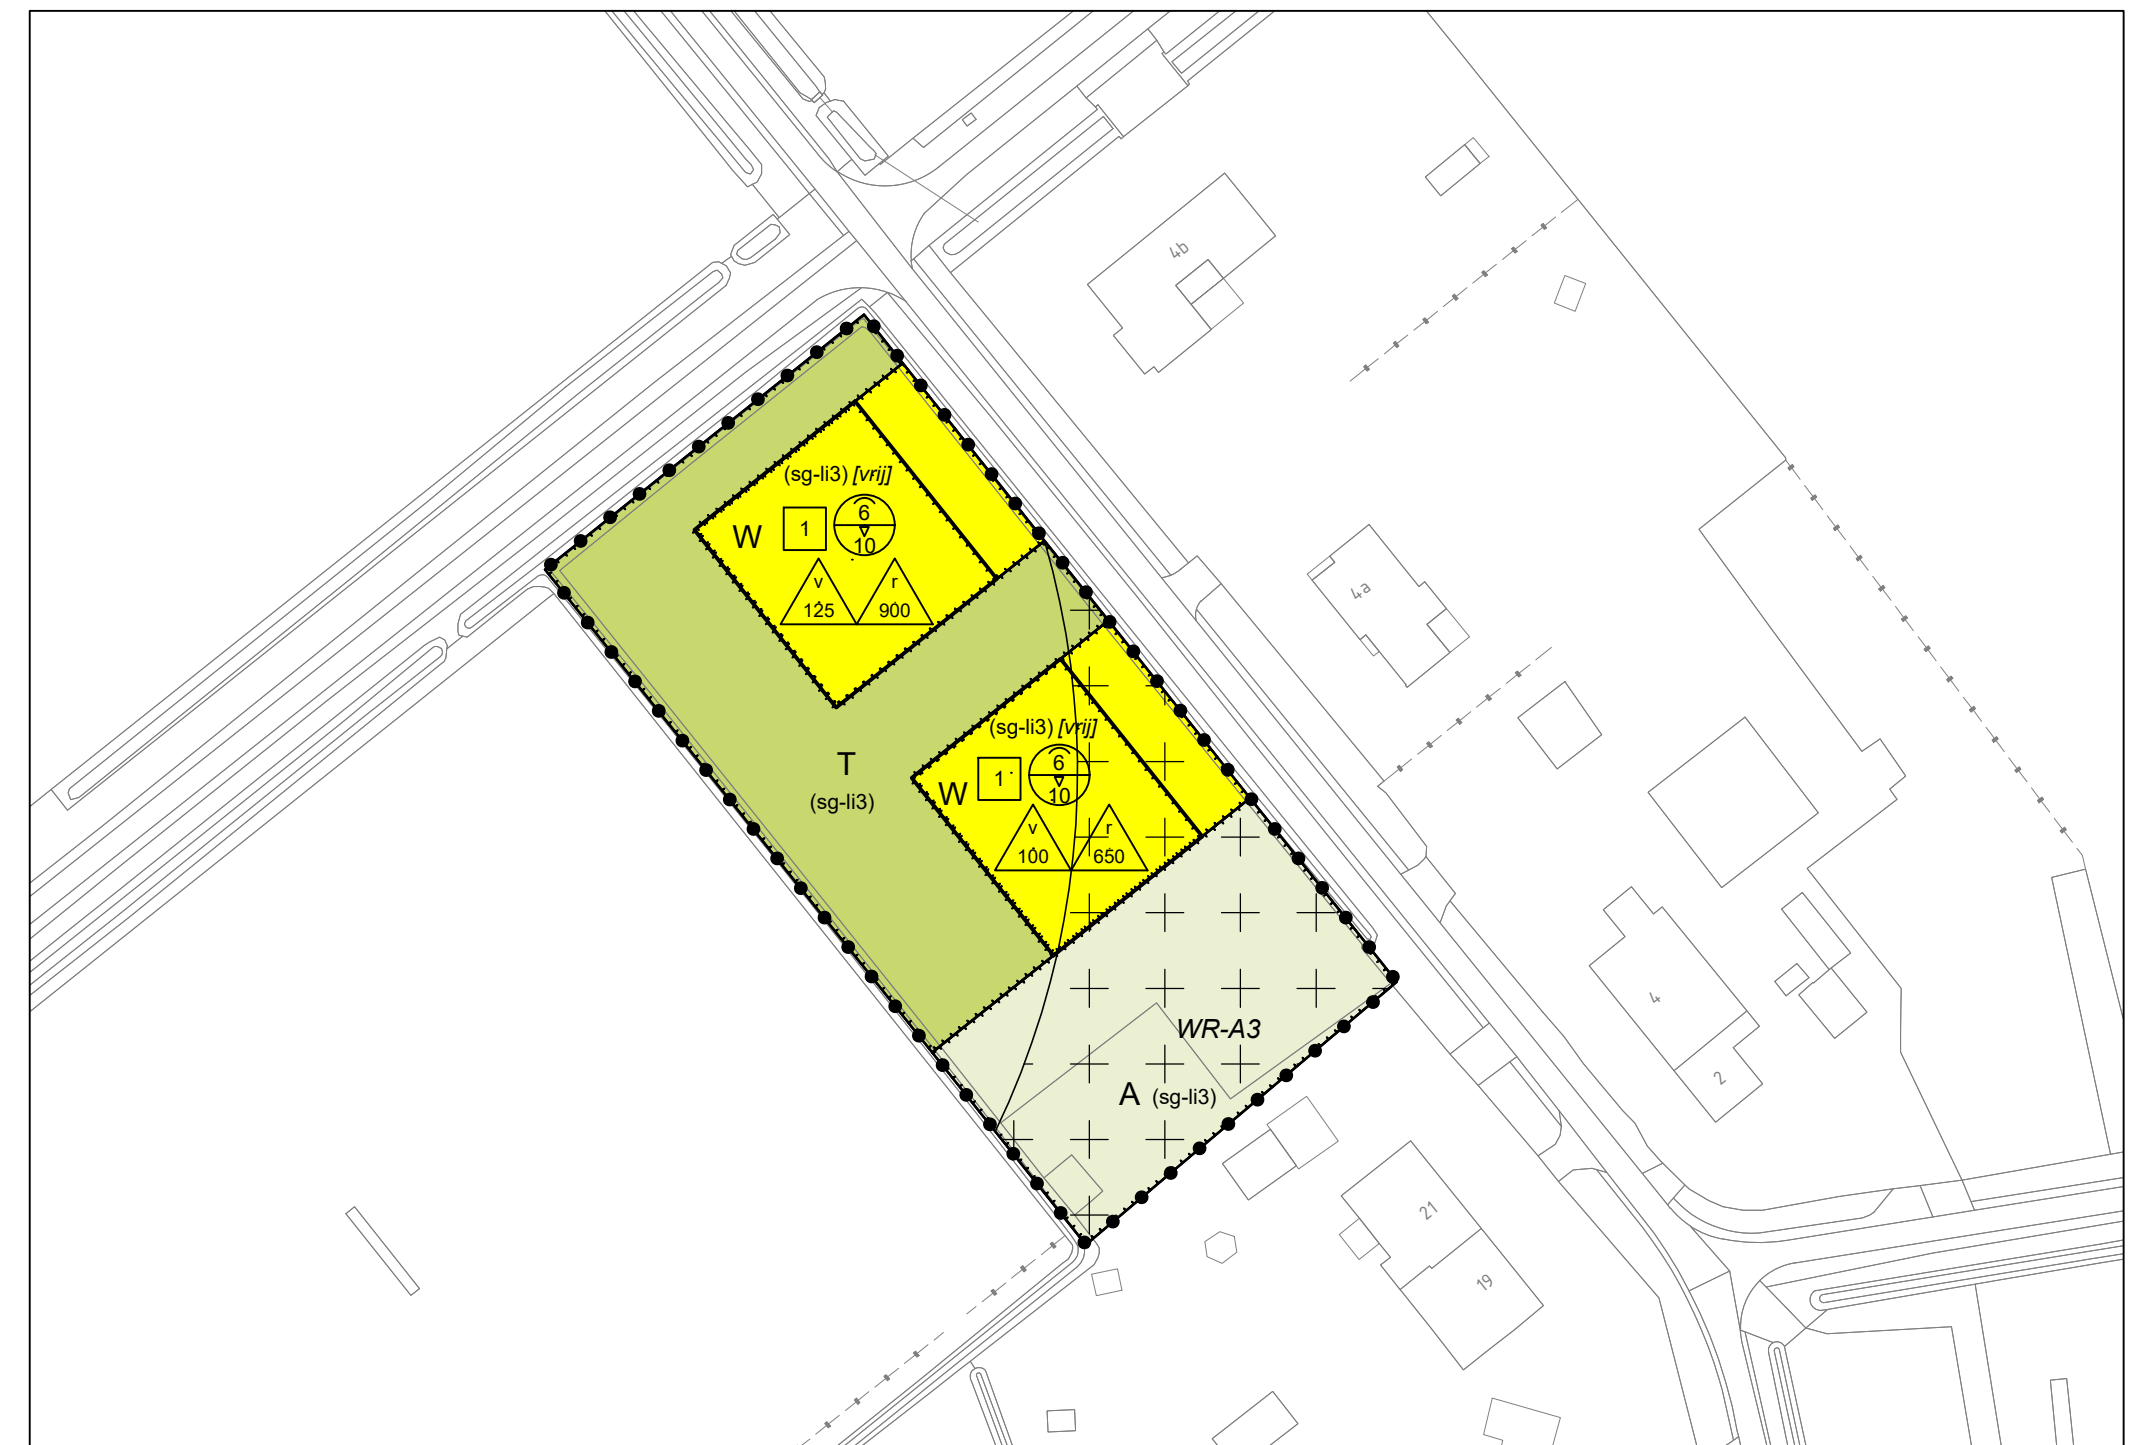 4b
(sg-li3) [vrij]
W
1
6
10
v
125
r
900
4a
(sg-li3) [vrij]
W
1
6
10
v
100
r
650
T
(sg-li3)
4
2
WR-A3
A (sg-li3)
21
19